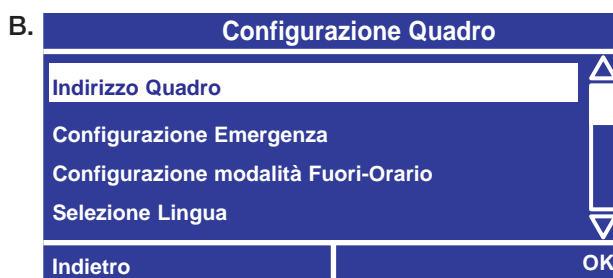 B.
Configurazione Quadro
Indirizzo Quadro
Configurazione Emergenza
Configurazione modalità Fuori-Orario
Selezione Lingua
Indietro
OK